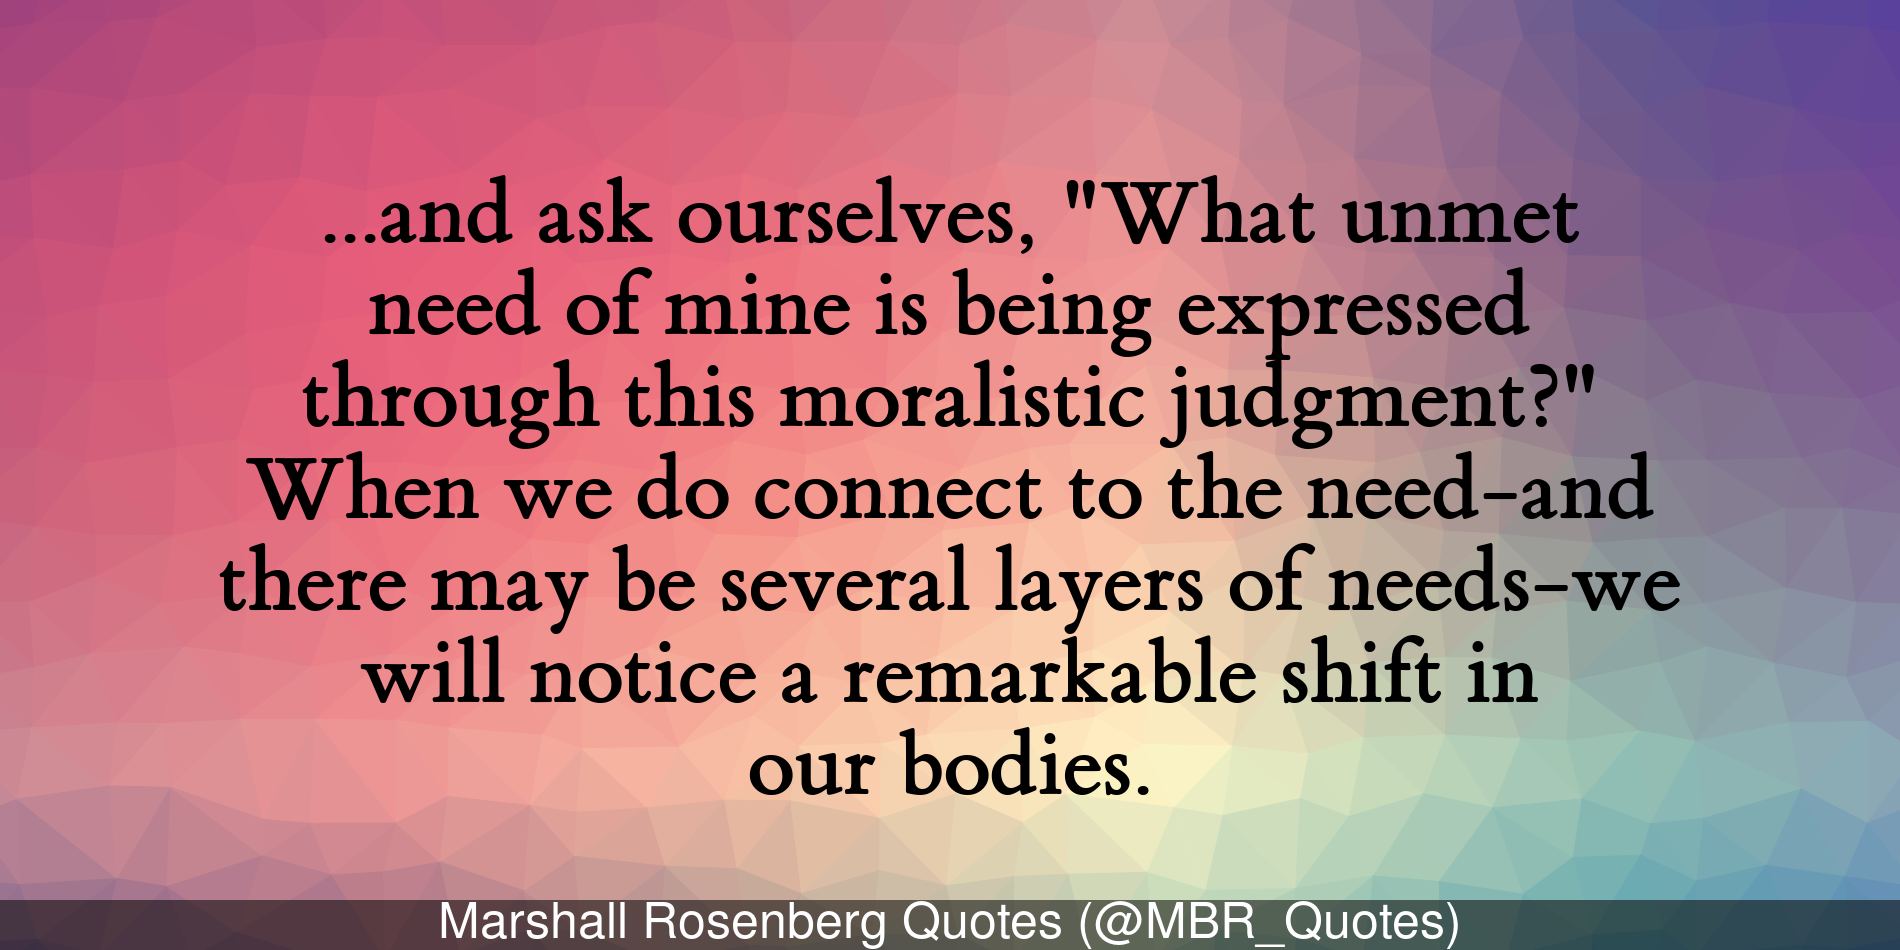 ...and ask ourselves, "What unmet
need of mine is being expressed
through this moralistic judgment?"
When we do connect to the need-and
there may be several layers of needs-we
will notice a remarkable shift in
our bodies.
Marshall Rosenberg Quotes (@MBR_Quotes)